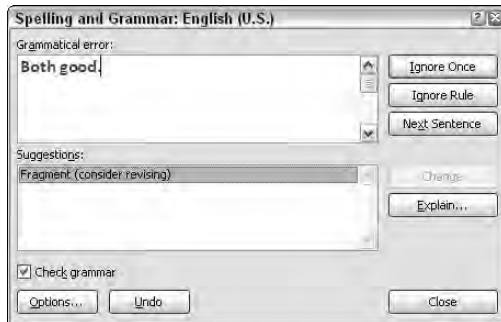 Spelling and Grammar: English (U.S.)
Grammatical error:
Both good.
Ignore Once
Ignore Rule
Next Sentence
Suggestions:
Fragment (consider revising)
Change
Explain...
Check grammar
Options...
Undo
Close